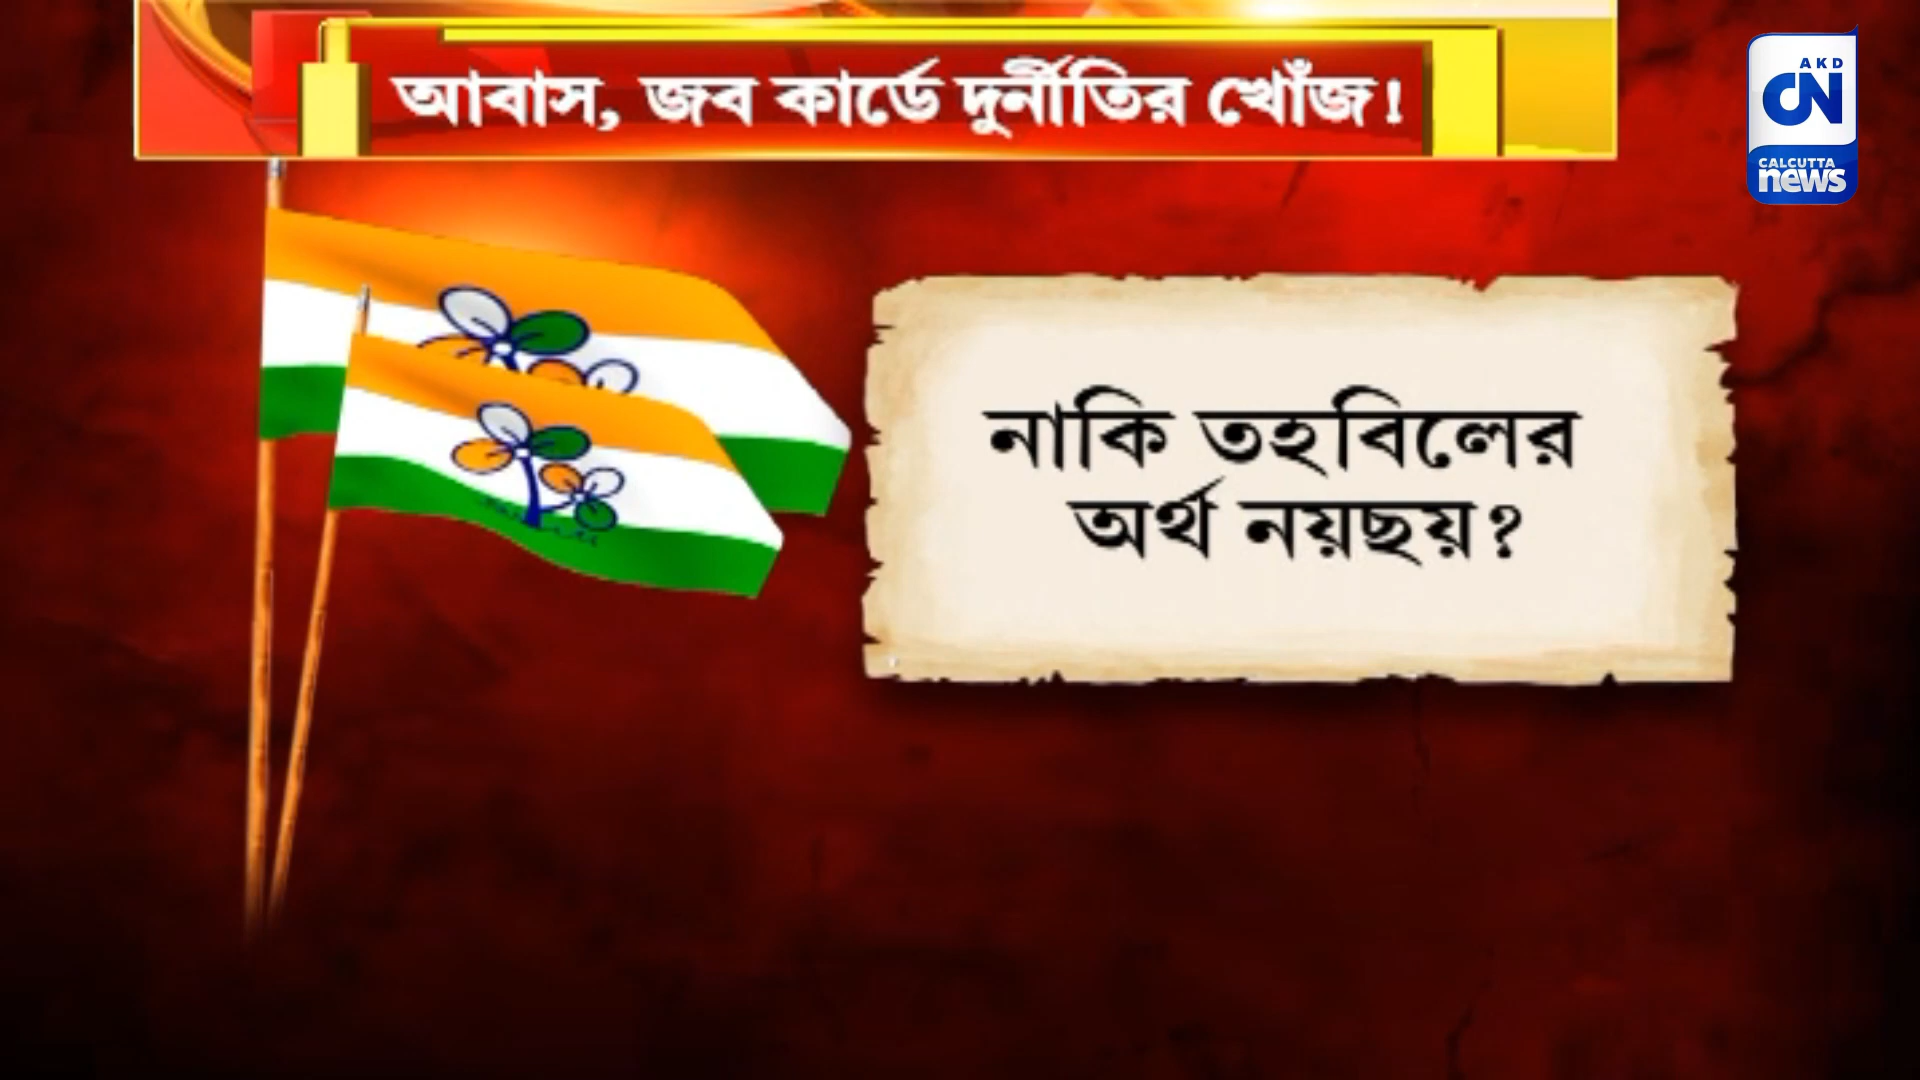 আবাস, জব কার্ডে দুর্নীতির খোঁজ!
AKD
CN
CALCUTTA
news
নাকি তহবিলের
অর্থ নয়ছয়?